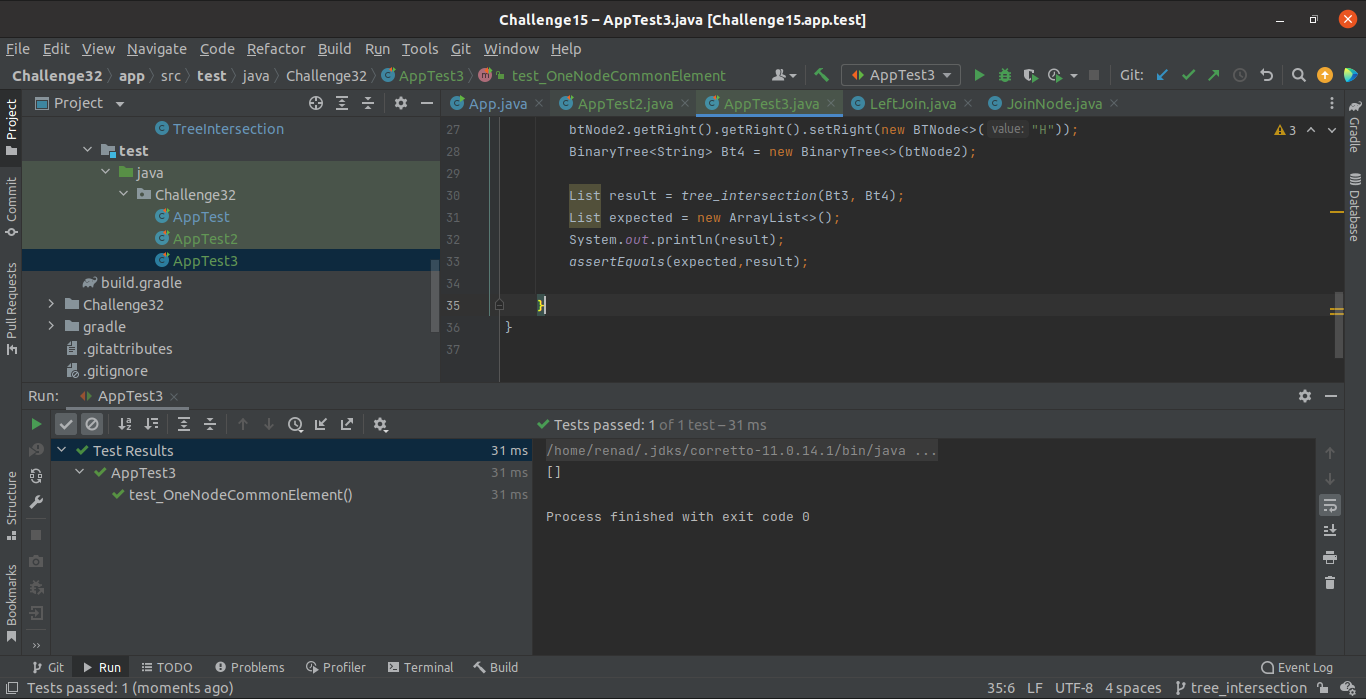 Challenge15 – AppTest3.java [Challenge15.app.test]
File Edit View Navigate Code Refactor Build Run Tools Git Window Help
Challenge32 app src test java Challenge32 AppTest3 test_OneNodeCommonElement AppTest3 Git:
Project
App.java AppTest2.java AppTest3.java LeftJoin.java JoinNode.java
TreeIntersection
test
java
Challenge32
AppTest
AppTest2
AppTest3
build.gradle
Challenge32
gradle
.gitattributes
.gitignore
27 btNode2.getRight().getRight().setRight(new BTNode<>( value: "H"));
3
28 BinaryTree<String> Bt4 = new BinaryTree<>(btNode2);
29
30 List result = tree_intersection(Bt3, Bt4);
31 List expected = new ArrayList<>();
32 System.out.println(result);
33 assertEquals(expected,result);
34
35 }
36 }
37
Project
Commit
Pull Requests
Structure
Bookmarks
Gradle
Database
Run: AppTest3
Tests passed: 1 of 1 test – 31 ms
Test Results 31 ms
AppTest3 31 ms
test_OneNodeCommonElement() 31 ms
/home/renad/.jdks/corretto-11.0.14.1/bin/java ...
[]
Process finished with exit code 0
Git Run TODO Problems Profiler Terminal Build Event Log
Tests passed: 1 (moments ago) 35:6 LF UTF-8 4 spaces tree_intersection